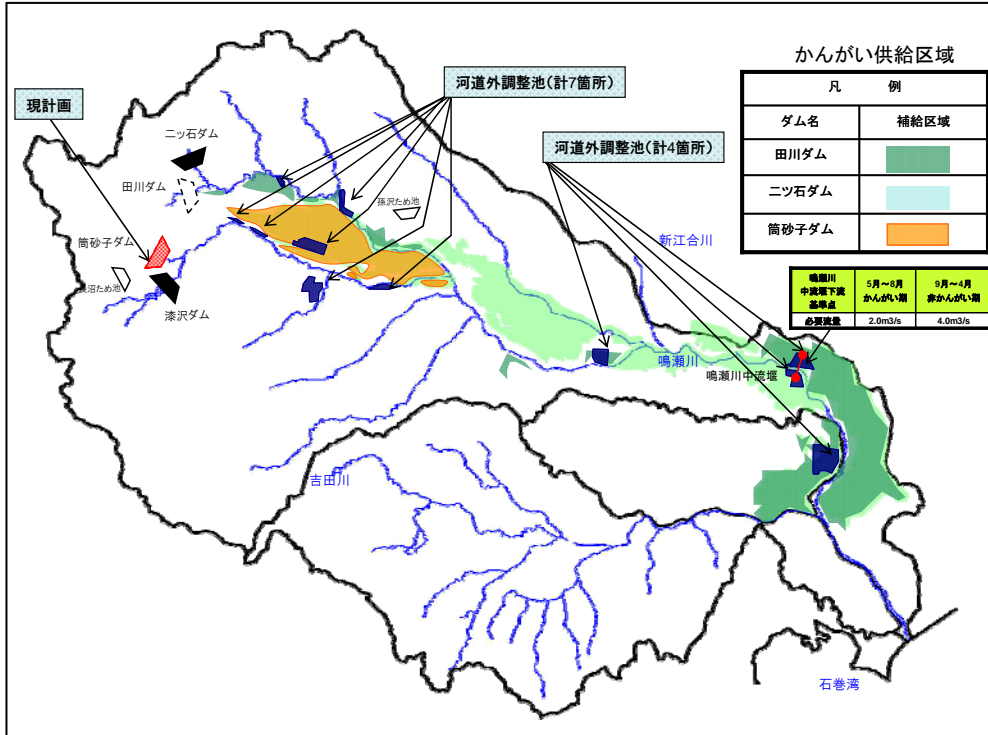 かんがい供給区域
凡 例
ダム名 補給区域
田川ダム
二ツ石ダム
筒砂子ダム
河道外調整池(計7箇所)
現計画
河道外調整池(計4箇所)
二ッ石ダム
田川ダム
孫沢ため池
筒砂子ダム
沼ため池
漆沢ダム
新江合川
鳴瀬川
中流堰下流
基準点
5月～8月
かんがい期
9月～4月
非かんがい期
必要流量 2.0m3/s 4.0m3/s
鳴瀬川
鳴瀬川中流堰
吉田川
石巻湾